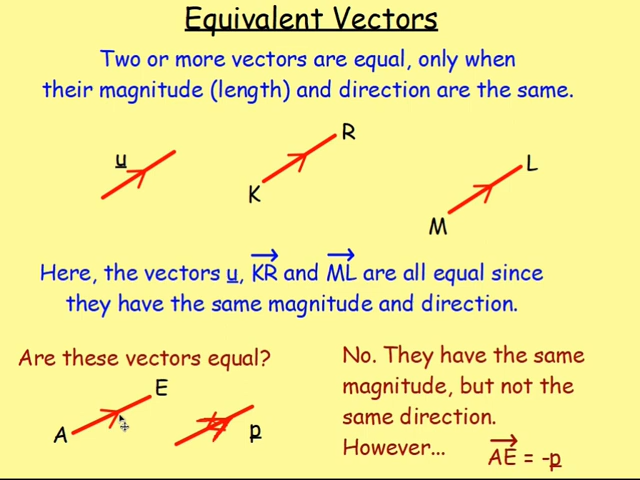 Equivalent Vectors
Two or more vectors are equal, only when
their magnitude (length) and direction are the same.
u
K
R
M
L
Here, the vectors u, KR and ML are all equal since
they have the same magnitude and direction.
Are these vectors equal?
A
E
p
No. They have the same
magnitude, but not the
same direction.
However...
AE = -p